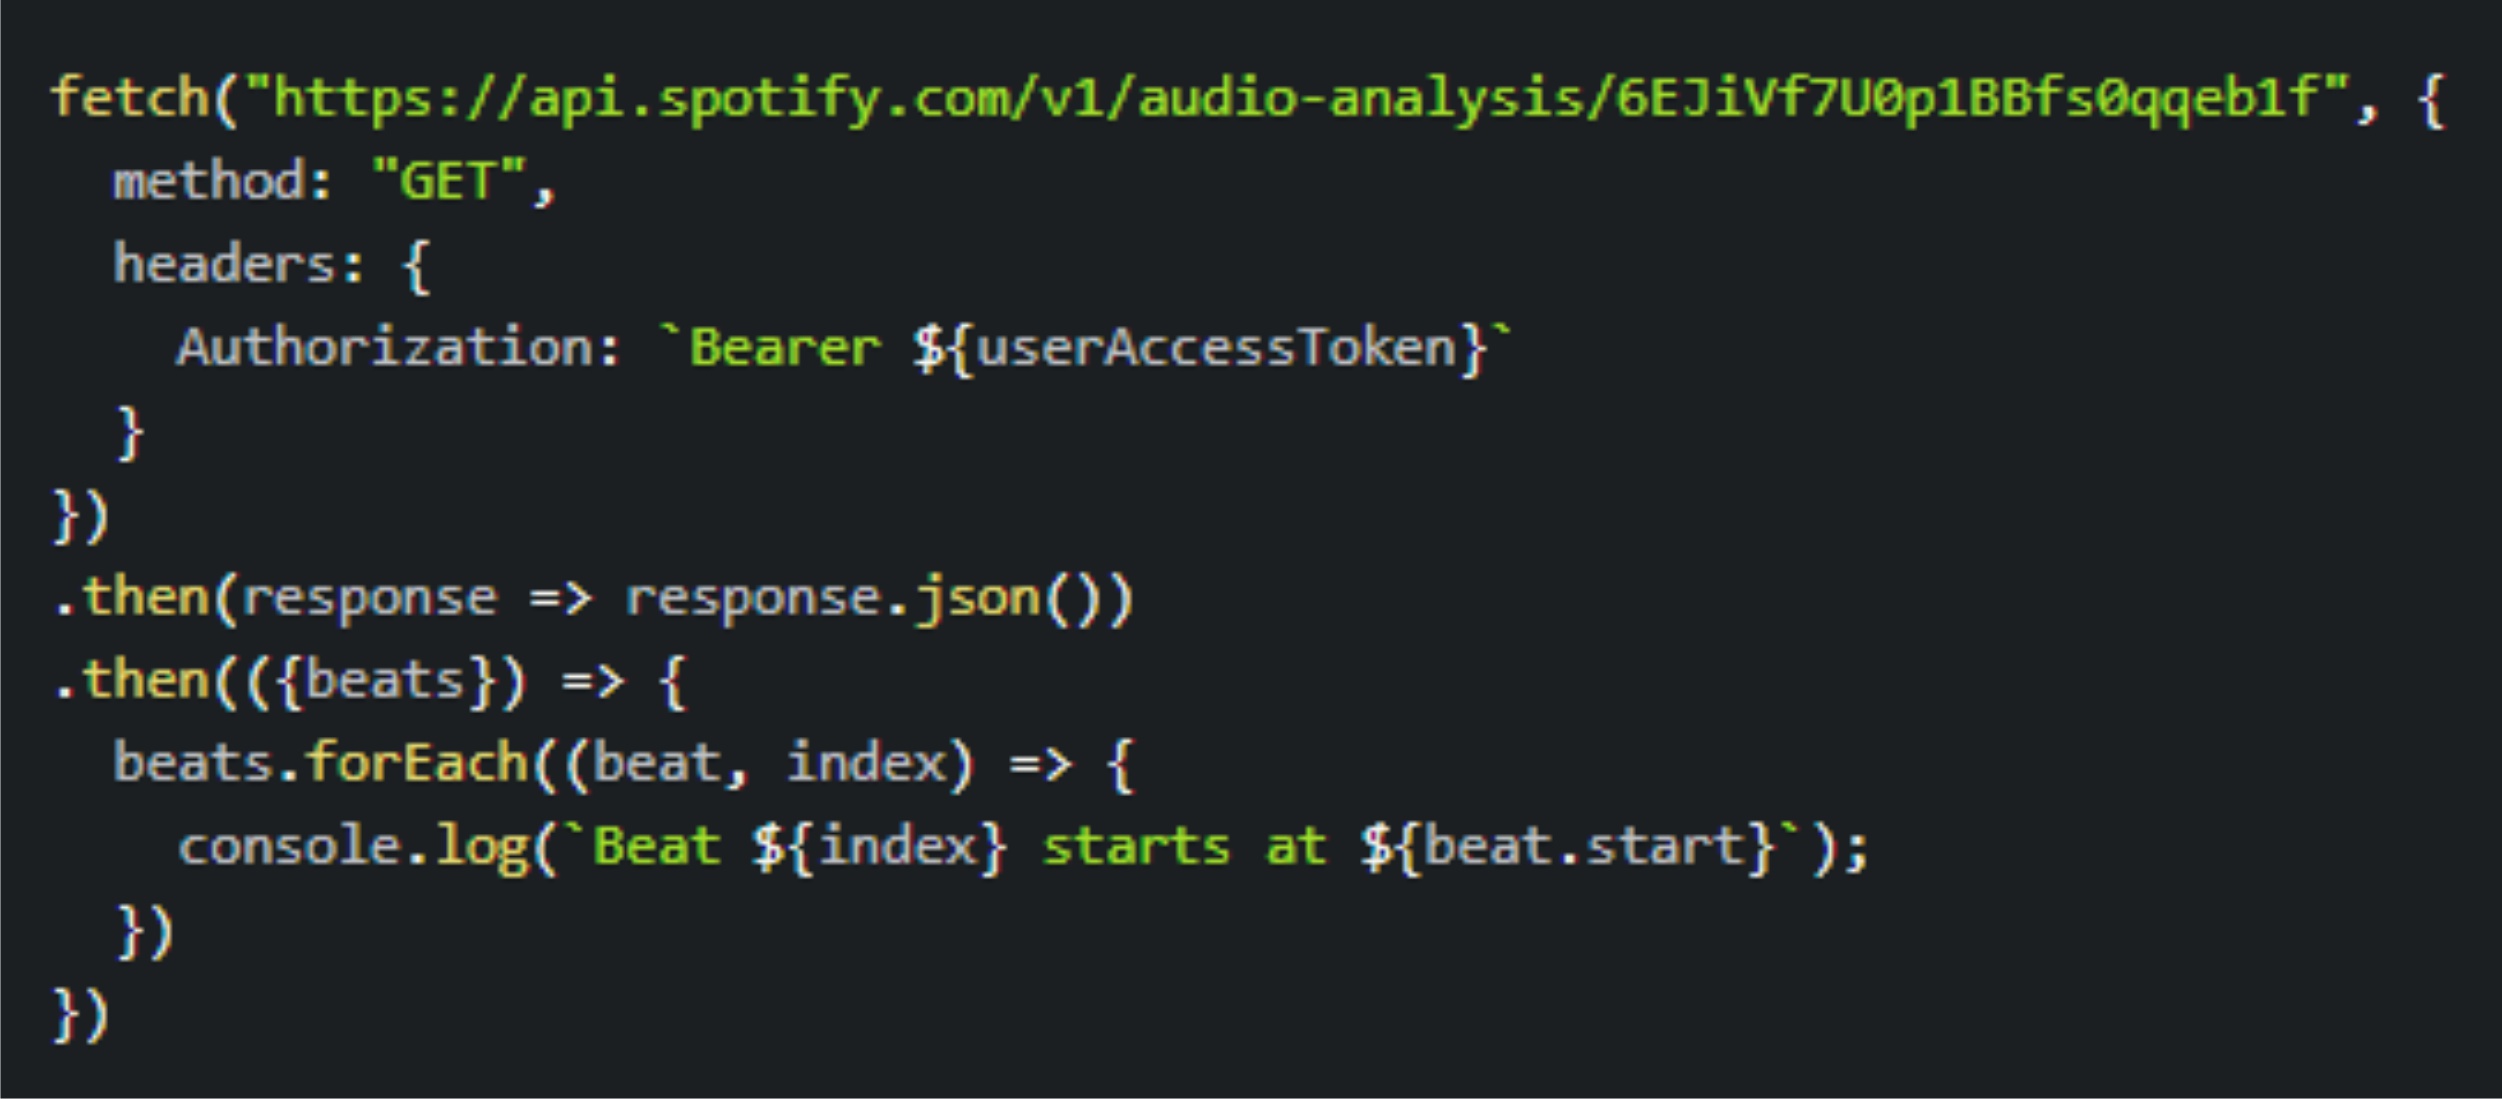 fetch("https://api.spotify.com/v1/audio-analysis/6EJiVf7U0p1BBfs0qqeb1f", {
  method: "GET",
  headers: {
    Authorization: `Bearer ${userAccessToken}`
  }
})
.then(response => response.json())
.then(({beats}) => {
  beats.forEach((beat, index) => {
    console.log(`Beat ${index} starts at ${beat.start}`);
  })
})